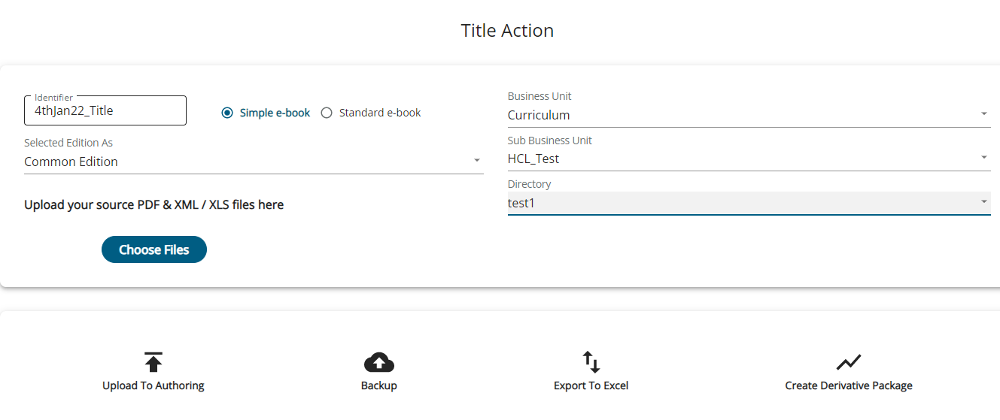 Title Action
Identifier
4thJan22_Title
Simple e-book
Standard e-book
Selected Edition As
Common Edition
Upload your source PDF & XML / XLS files here
Choose Files
Business Unit
Curriculum
Sub Business Unit
HCL_Test
Directory
test1
Upload To Authoring
Backup
Export To Excel
Create Derivative Package